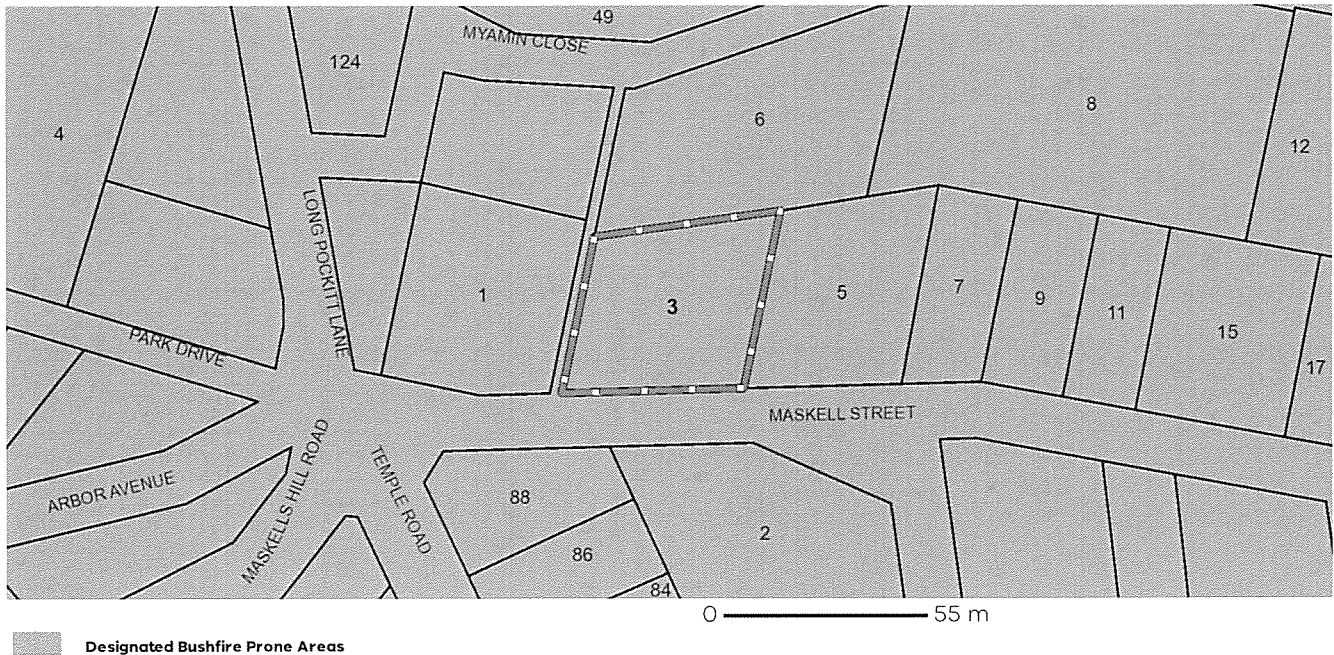 49
MYAMIN CLOSE
124
8
6
4
12
LONG POCKITT LANE
1
3
5
7
9
11
15
17
PARK DRIVE
MASKELL STREET
ARBOR AVENUE
MASKELLS HILL ROAD
TEMPLE ROAD
88
2
86
84
0 55 m
Designated Bushfire Prone Areas